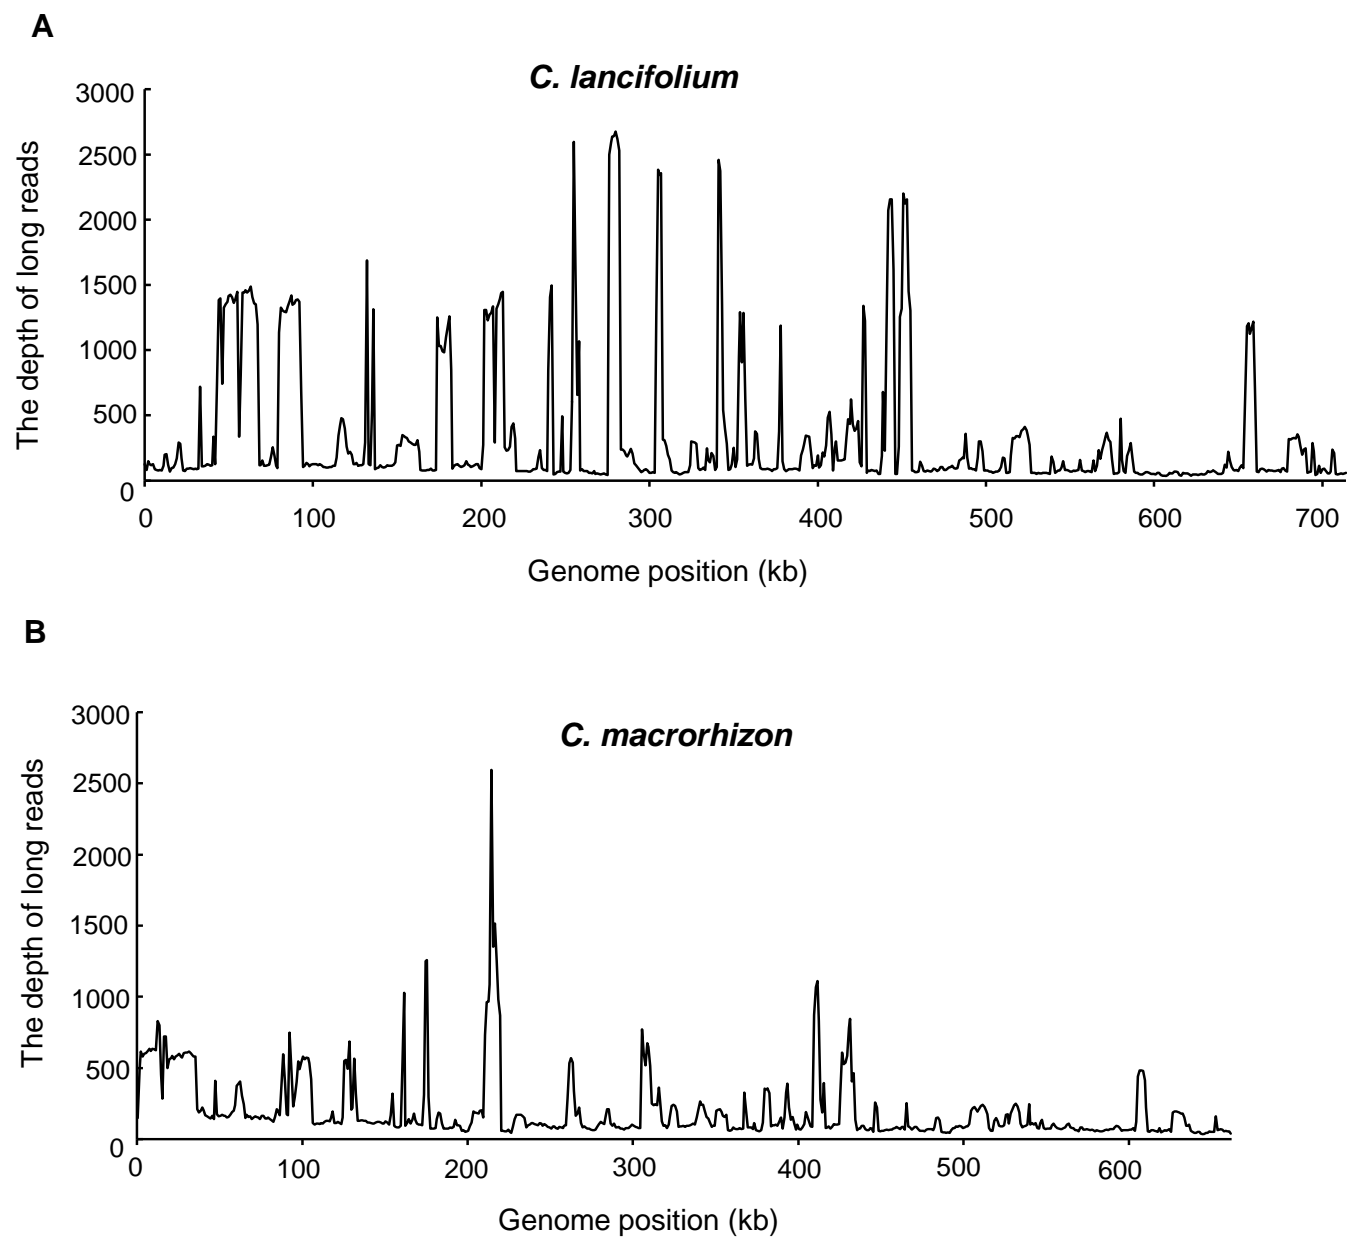 A
C. lancifolium
The depth of long reads
3000
2500
2000
1500
1000
500
0
0 100 200 300 400 500 600 700
Genome position (kb)
B
C. macrorhizon
The depth of long reads
3000
2500
2000
1500
1000
500
0
0 100 200 300 400 500 600
Genome position (kb)